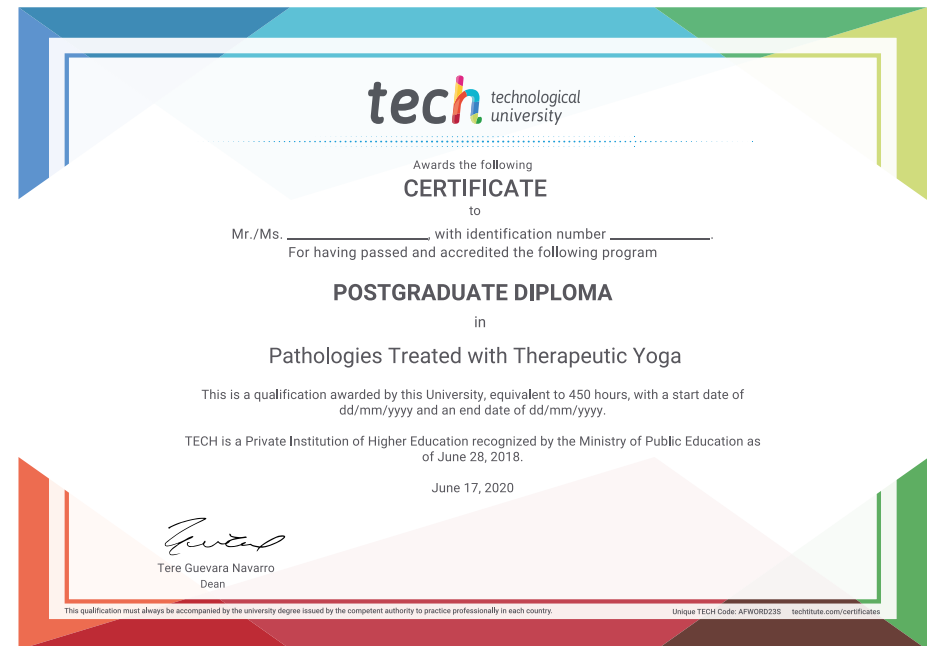 tech technological
university
Awards the following
CERTIFICATE
to
Mr./Ms. ____________________, with identification number ______________.
For having passed and accredited the following program
POSTGRADUATE DIPLOMA
in
Pathologies Treated with Therapeutic Yoga
This is a qualification awarded by this University, equivalent to 450 hours, with a start date of
dd/mm/yyyy and an end date of dd/mm/yyyy.
TECH is a Private Institution of Higher Education recognized by the Ministry of Public Education as
of June 28, 2018.
June 17, 2020
Tere Guevara Navarro
Dean
This qualification must always be accompanied by the university degree issued by the competent authority to practice professionally in each country.
Unique TECH Code: AFWORD23S techtitute.com/certificates